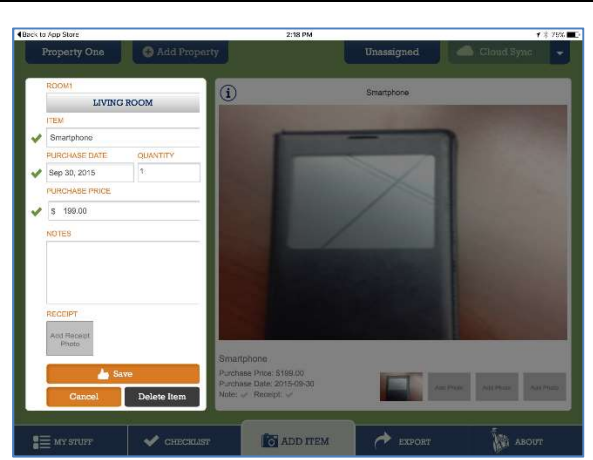 Back to App Store
2:18 PM
75%
Property One
Add Property
Unassigned
Cloud Sync
ROOM1
LIVING ROOM
ITEM
Smartphone
PURCHASE DATE
QUANTITY
Sep 30, 2015
1
PURCHASE PRICE
$ 199.00
NOTES
RECEIPT
Add Receipt
Photo
Save
Cancel
Delete Item
i
Smartphone
Smartphone
Purchase Price: $199.00
Purchase Date: 2015-09-30
Note: ✓ Receipt: ✓
Add Photo
Add Photo
Add Photo
MY STUFF
CHECKLIST
ADD ITEM
EXPORT
ABOUT